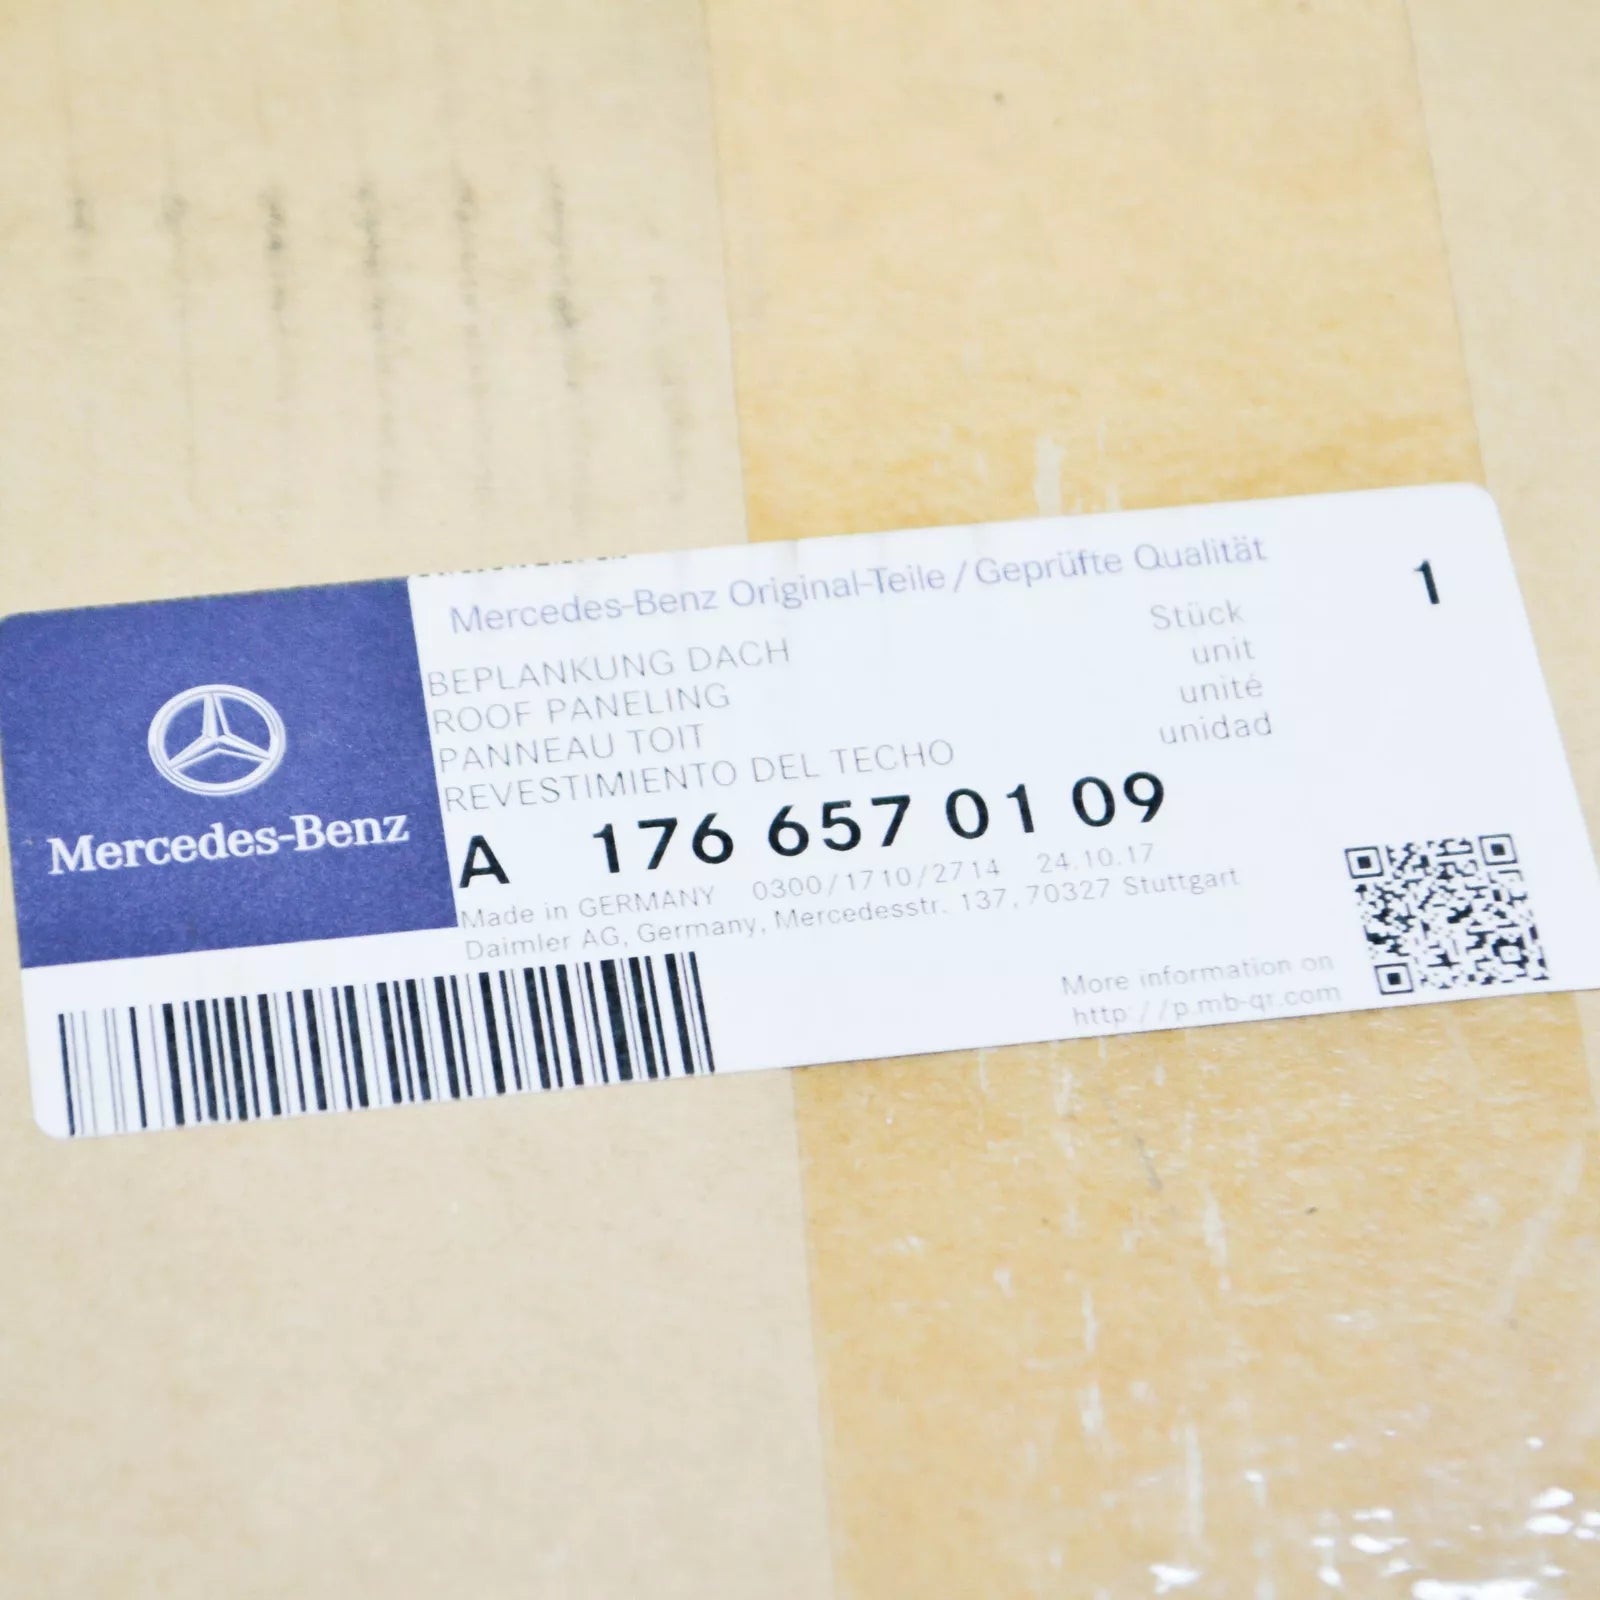 Mercedes-Benz Original-Teile / Geprüfte Qualität
BEPLANKUNG DACH
ROOF PANELING
PANNEAU TOIT
REVESTIMIENTO DEL TECHO
Stück
unit
unité
unidad
1
A 176 657 01 09
Made in GERMANY 0300/1710/2714 24.10.17
Daimler AG, Germany, Mercedesstr. 137, 70327 Stuttgart
Mercedes-Benz
More information on
http://p.mb-qr.com